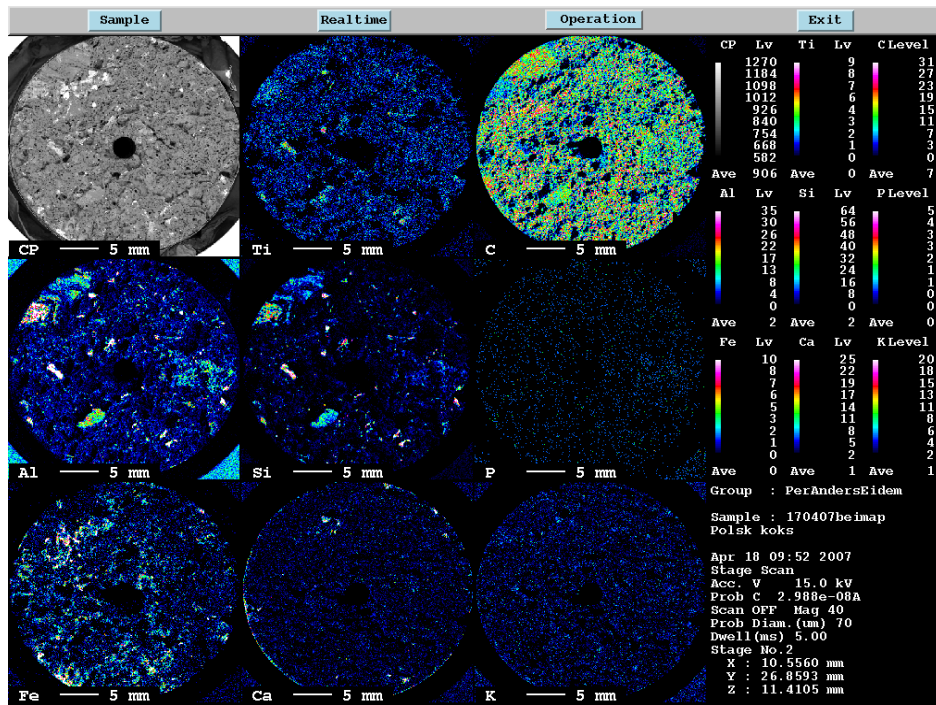 Sample Realtime Operation Exit
CP 5 mm
Ti 5 mm
C 5 mm
Al 5 mm
Si 5 mm
P 5 mm
Fe 5 mm
Ca 5 mm
K 5 mm
CP Lv Ti Lv C Level
1270 9 31
1184 8 27
1098 7 23
1012 6 19
926 4 15
840 3 11
754 2 7
668 1 3
582 0 0
Ave 906 Ave 0 Ave 7
Al Lv Si Lv P Level
35 64 5
30 56 4
26 48 3
22 40 3
17 32 2
13 24 1
8 16 1
4 8 0
0 0 0
Ave 2 Ave 2 Ave 0
Fe Lv Ca Lv K Level
10 25 20
8 22 18
7 19 15
6 17 13
5 14 11
3 11 8
2 8 6
1 5 4
0 2 2
Ave 0 Ave 1 Ave 1
Group : PerAndersEidem
Sample : 170407beimap
Polsk koks
Apr 18 09:52 2007
Stage Scan
Acc. V 15.0 kV
Prob C 2.988e-08A
Scan OFF Mag 40
Prob Diam.(um) 70
Dwell(ms) 5.00
Stage No.2
X : 10.5560 mm
Y : 26.8593 mm
Z : 11.4105 mm